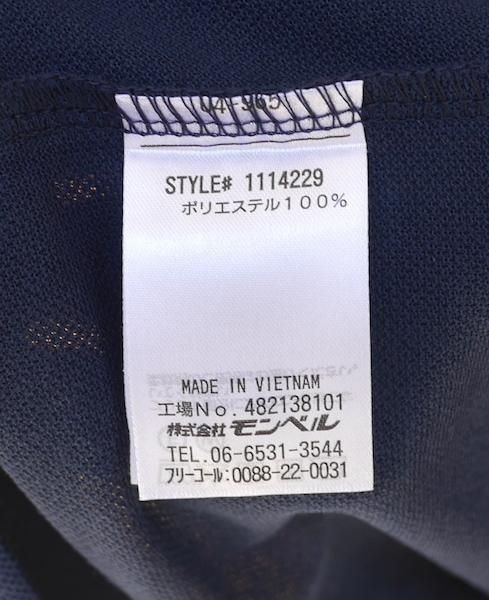 STYLE# 1114229
ポリエステル100%
MADE IN VIETNAM
工場No. 482138101
株式会社 モンベル
TEL. 06-6531-3544
フリーコール: 0088-22-0031